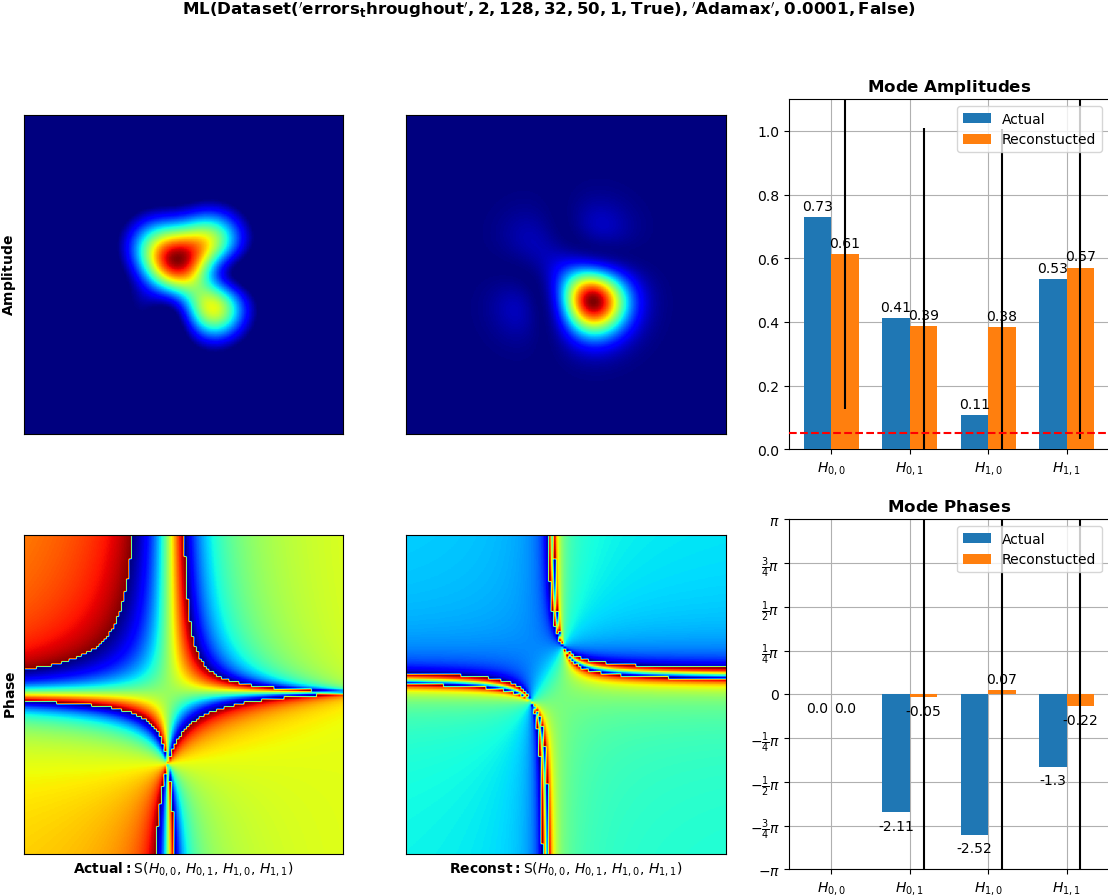 ML(Dataset('errors_throughout', 2, 128, 32, 50, 1, True), 'Adamax', 0.0001, False)
Amplitude
Mode Amplitudes
Actual
Reconstucted
1.0
0.8
0.6
0.4
0.2
0.0
0.73
0.61
0.41
0.39
0.11
0.38
0.53
0.57
H0,0
H0,1
H1,0
H1,1
Phase
Actual: S(H0,0, H0,1, H1,0, H1,1)
Reconst: S(H0,0, H0,1, H1,0, H1,1)
Mode Phases
Actual
Reconstucted
π
3/4π
1/2π
1/4π
0
−1/4π
−1/2π
−3/4π
−π
0.0
0.0
-2.11
-0.05
-2.52
0.07
-1.3
-0.22
H0,0
H0,1
H1,0
H1,1